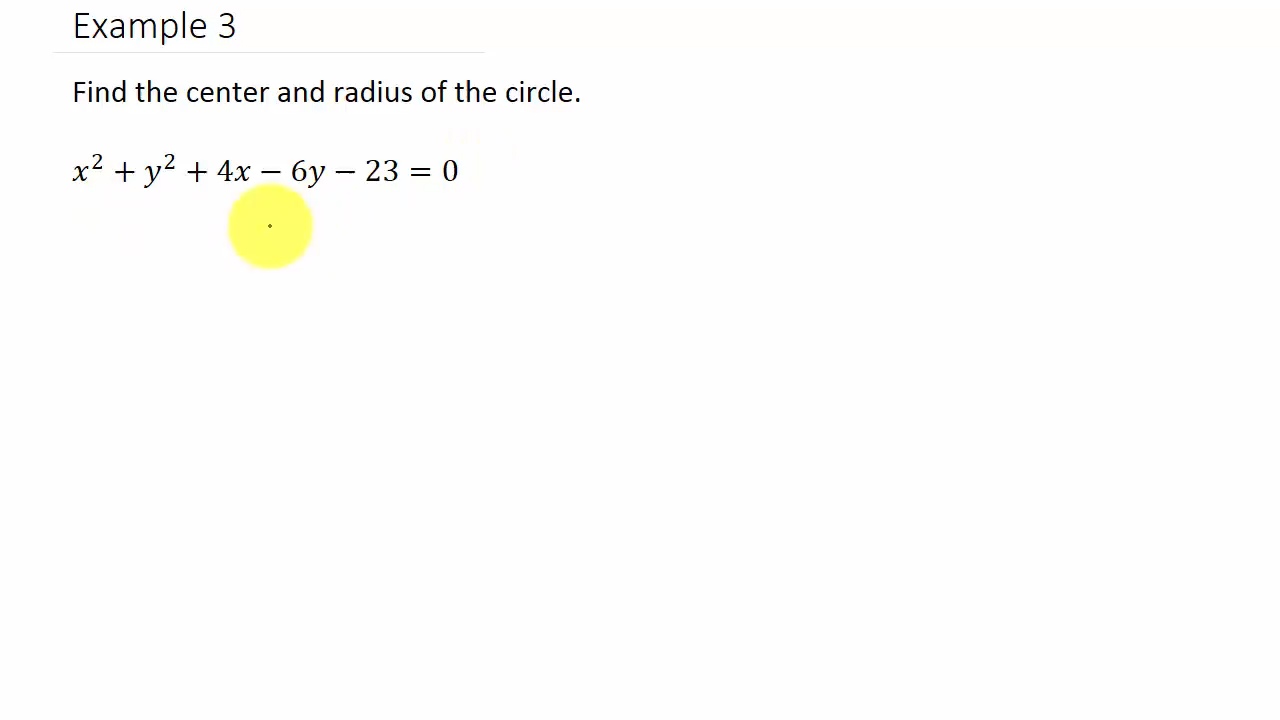 Example 3
Find the center and radius of the circle.
x² + y² + 4x − 6y − 23 = 0